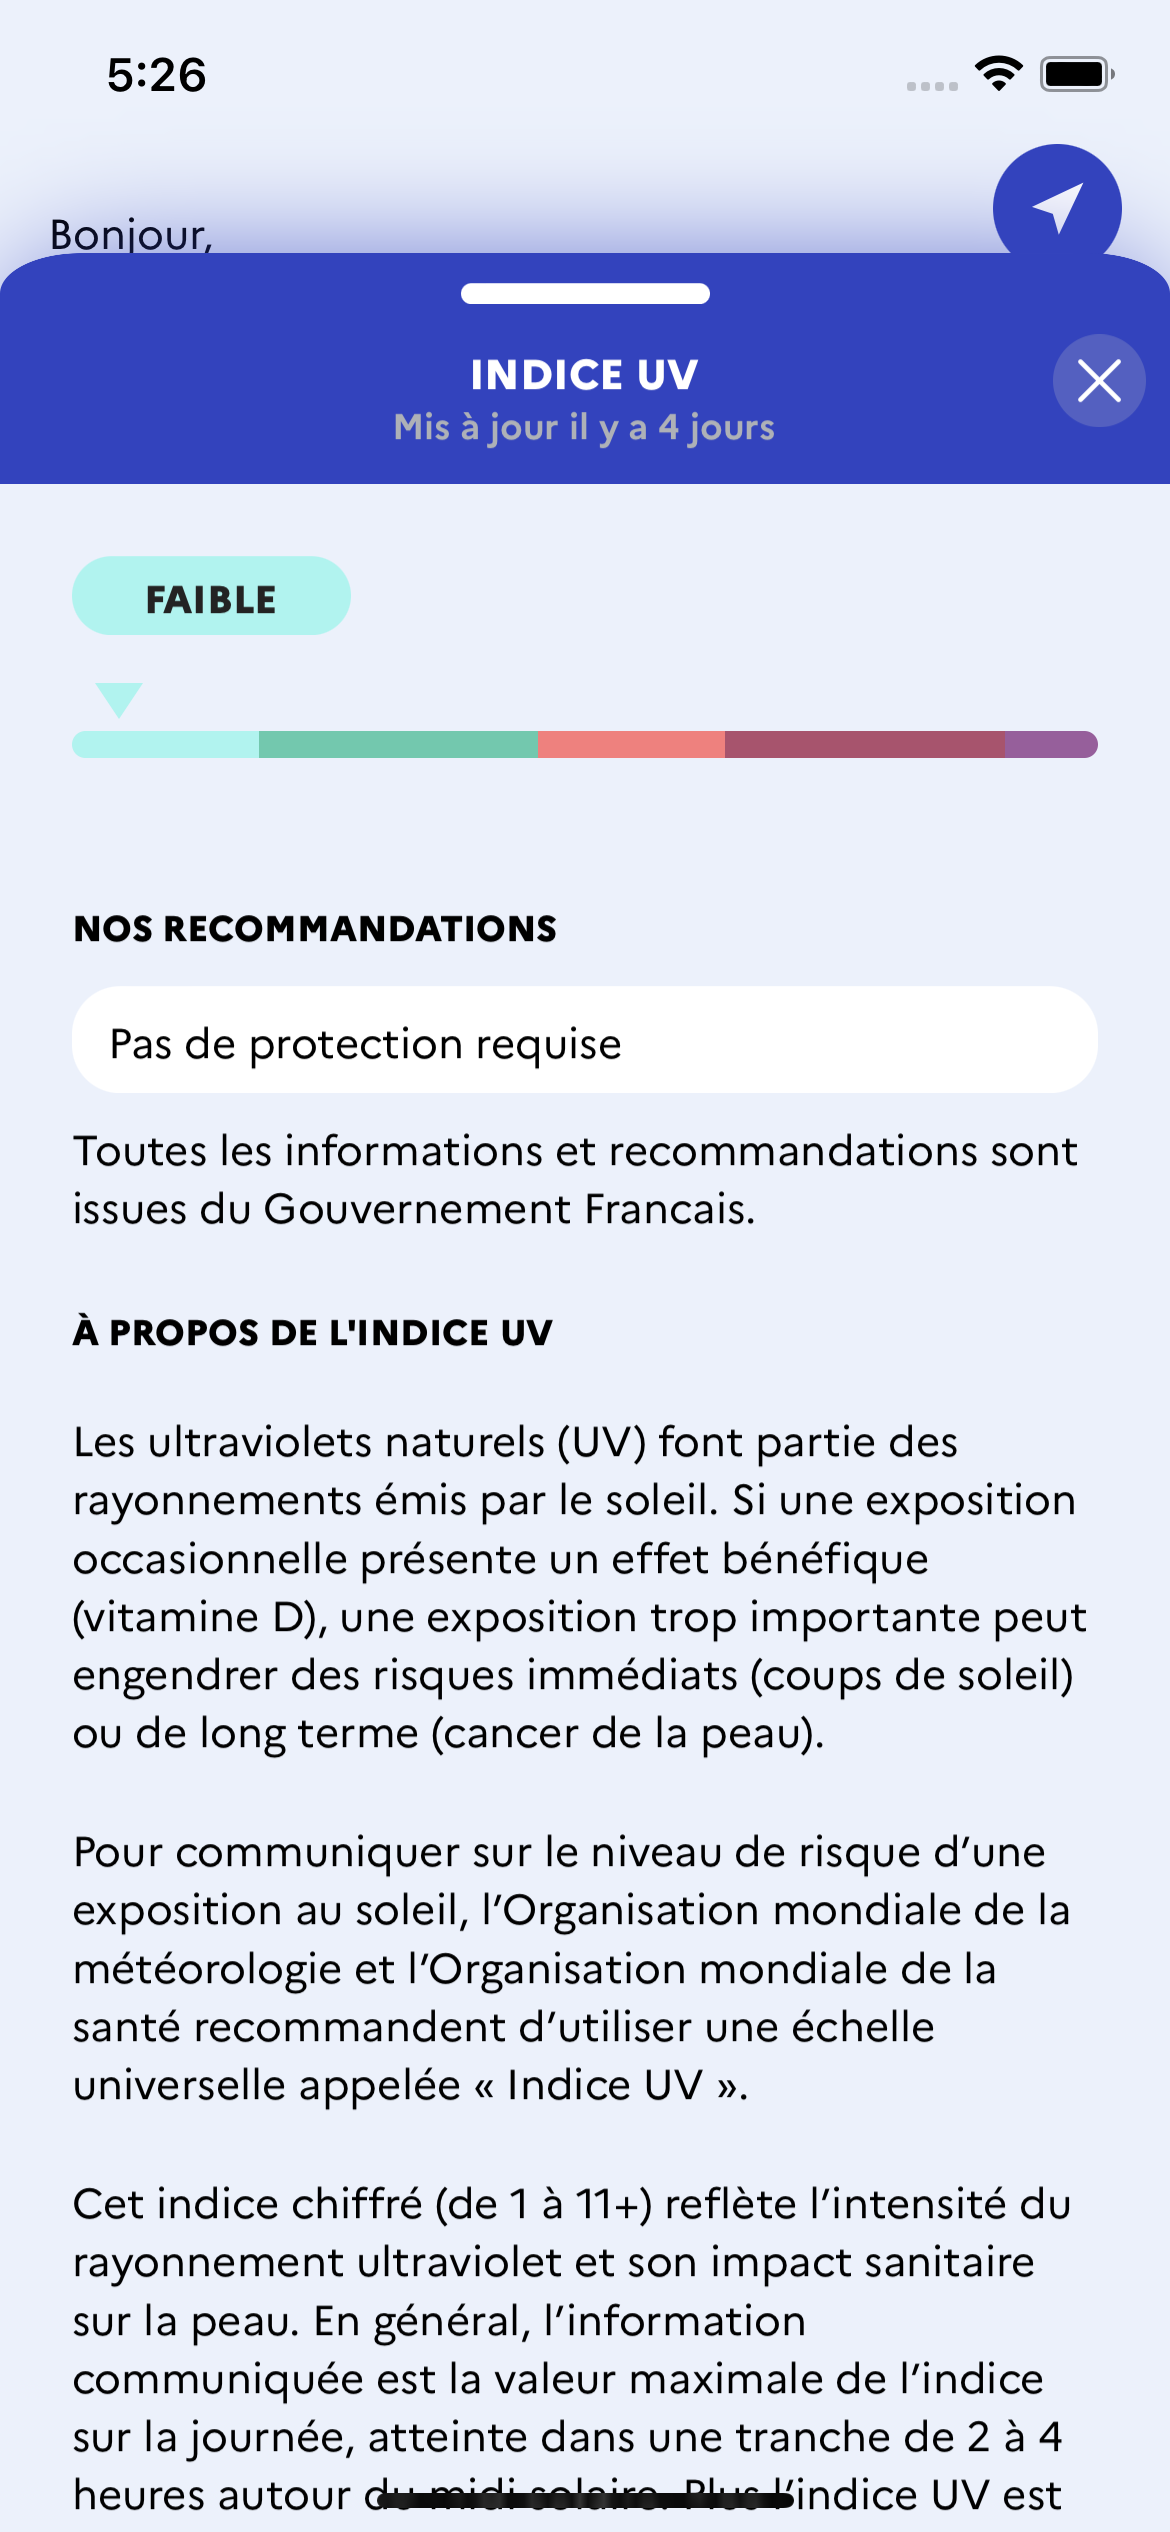 5:26
Bonjour,
INDICE UV
Mis à jour il y a 4 jours
FAIBLE
NOS RECOMMANDATIONS
Pas de protection requise
Toutes les informations et recommandations sont
issues du Gouvernement Francais.
À PROPOS DE L'INDICE UV
Les ultraviolets naturels (UV) font partie des
rayonnements émis par le soleil. Si une exposition
occasionnelle présente un effet bénéfique
(vitamine D), une exposition trop importante peut
engendrer des risques immédiats (coups de soleil)
ou de long terme (cancer de la peau).
Pour communiquer sur le niveau de risque d’une
exposition au soleil, l’Organisation mondiale de la
météorologie et l’Organisation mondiale de la
santé recommandent d’utiliser une échelle
universelle appelée « Indice UV ».
Cet indice chiffré (de 1 à 11+) reflète l’intensité du
rayonnement ultraviolet et son impact sanitaire
sur la peau. En général, l’information
communiquée est la valeur maximale de l’indice
sur la journée, atteinte dans une tranche de 2 à 4
heures autour du midi solaire. Plus l’indice UV est